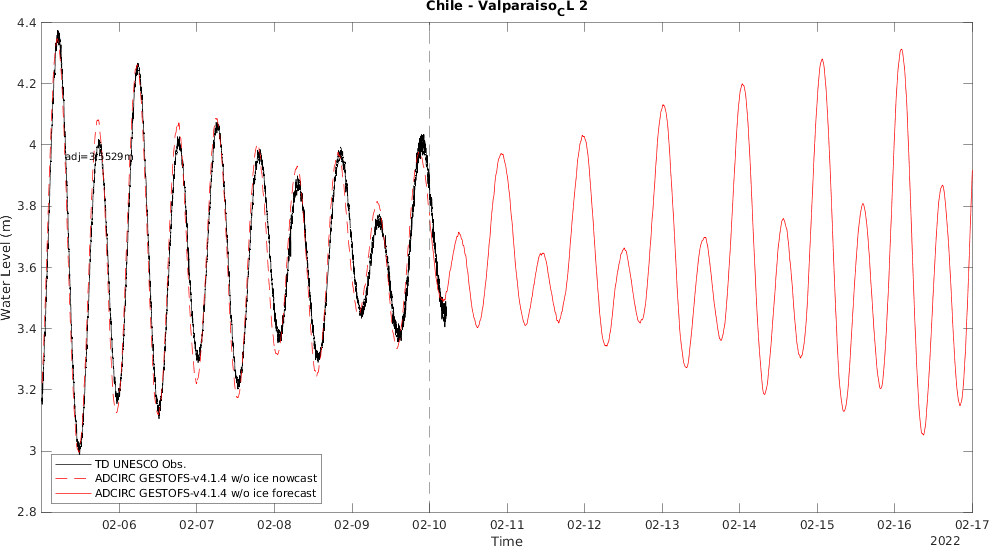 Chile - Valparaiso_CL 2
4.4
4.2
4
3.8
3.6
3.4
3.2
3
2.8
Water Level (m)
adj=3.5529m
TD UNESCO Obs.
ADCIRC GESTOFS-v4.1.4 w/o ice nowcast
ADCIRC GESTOFS-v4.1.4 w/o ice forecast
02-06 02-07 02-08 02-09 02-10 02-11 02-12 02-13 02-14 02-15 02-16 02-17
Time
2022